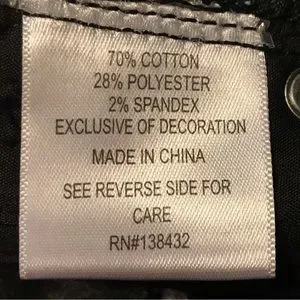 70% COTTON
28% POLYESTER
2% SPANDEX
EXCLUSIVE OF DECORATION
MADE IN CHINA
SEE REVERSE SIDE FOR
CARE
RN#138432